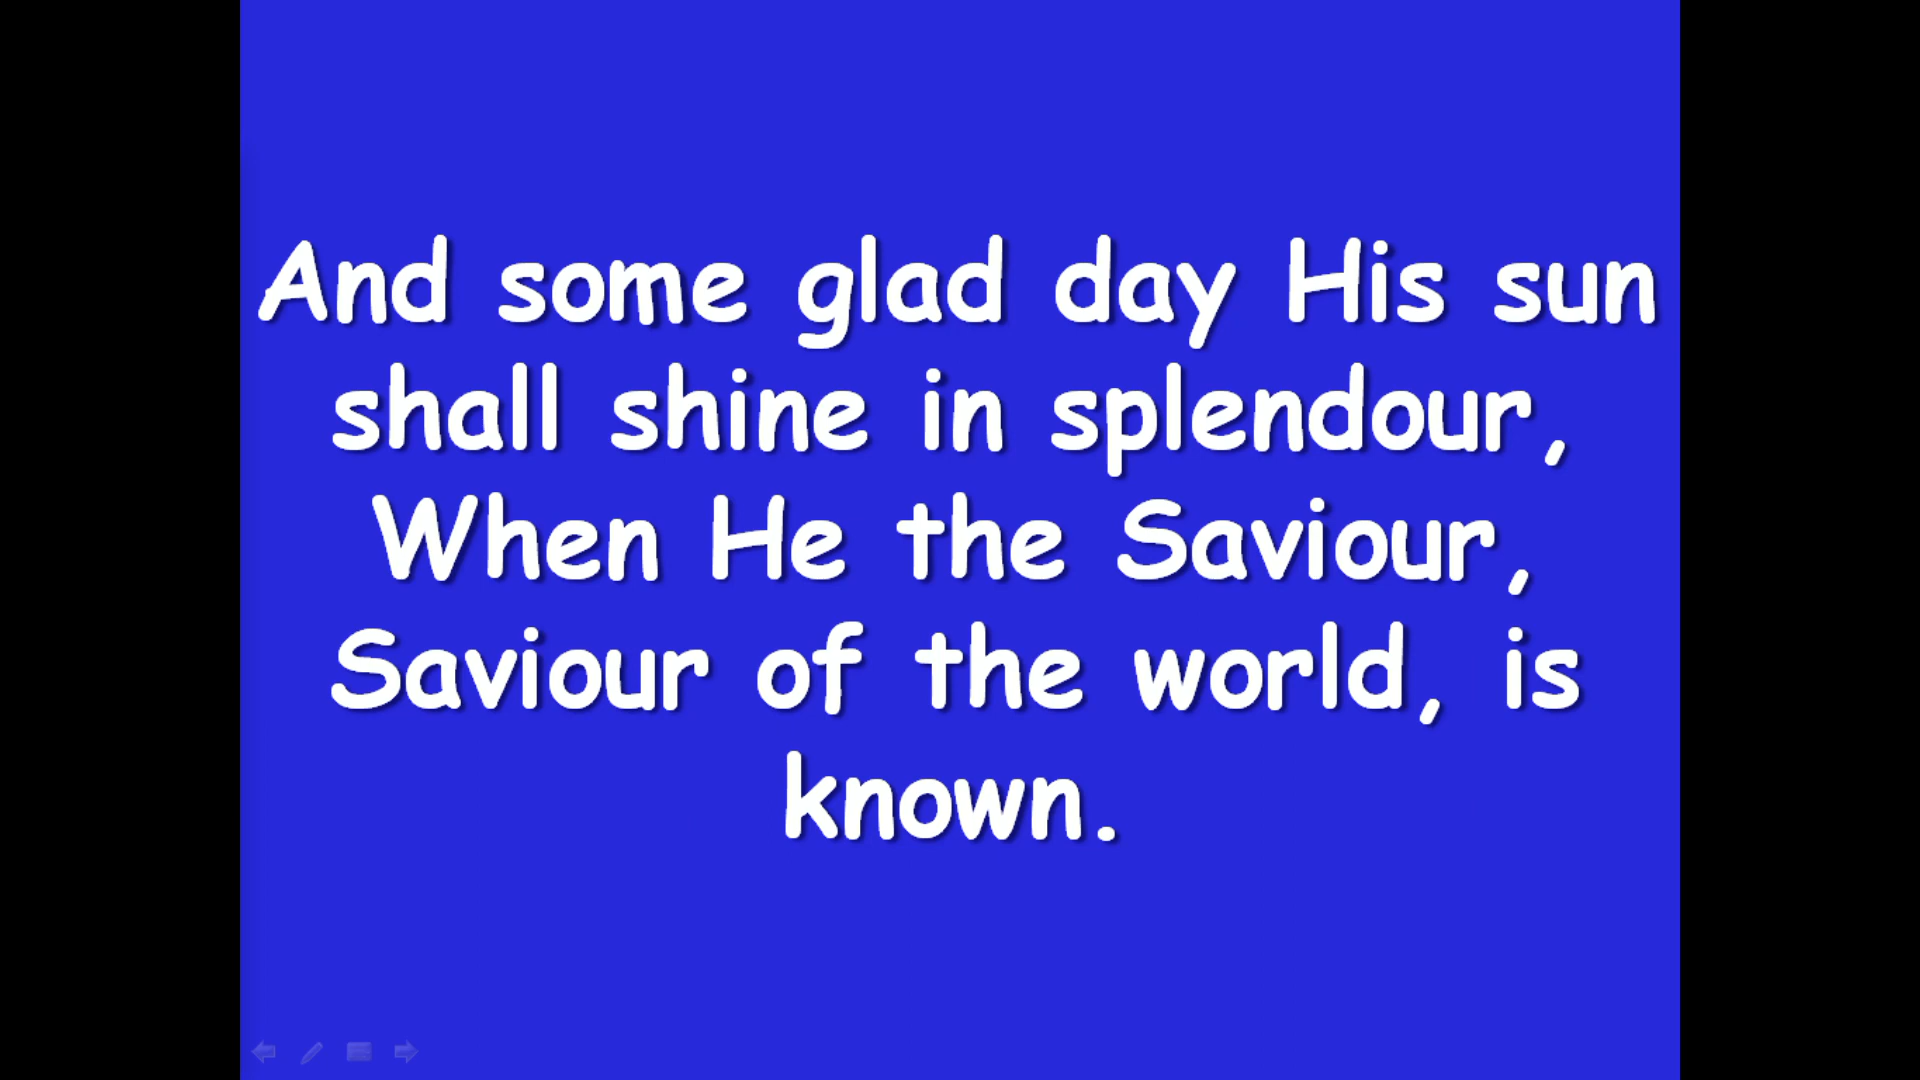 And some glad day His sun
shall shine in splendour,
When He the Saviour,
Saviour of the world, is
known.